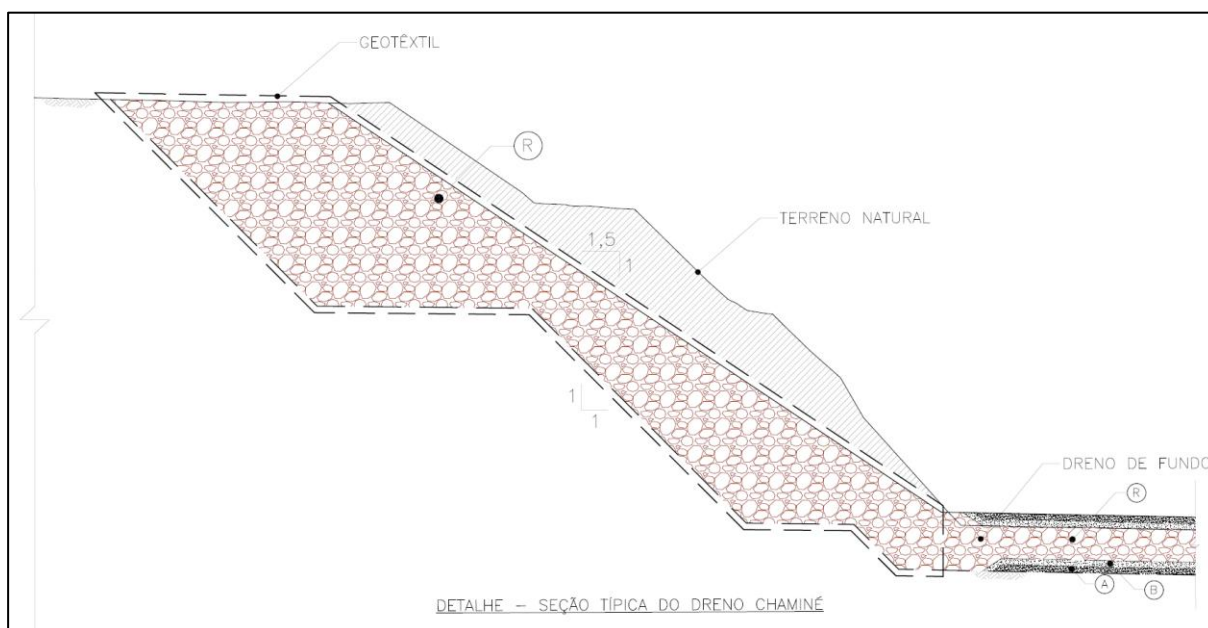 GEOTÊXTIL
R
TERRENO NATURAL
1,5
1
1
1
DRENO DE FUNDO
R
A
B
DETALHE – SEÇÃO TÍPICA DO DRENO CHAMINÉ